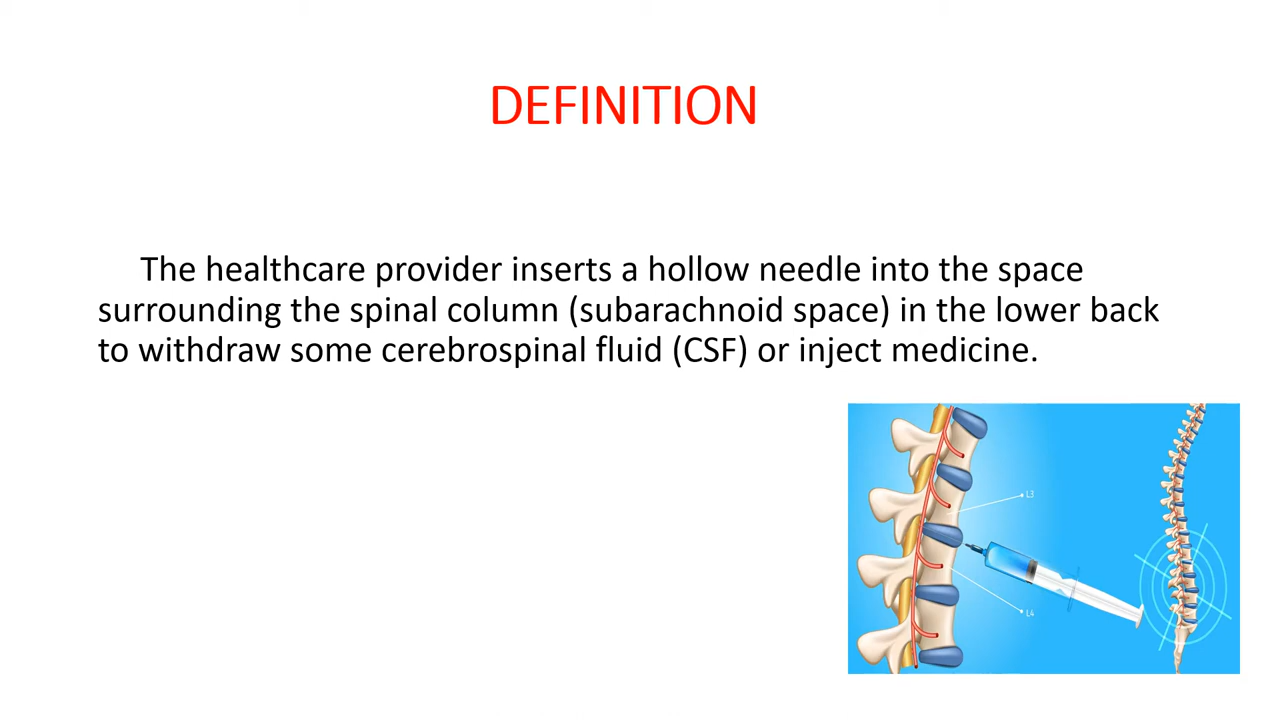 DEFINITION
The healthcare provider inserts a hollow needle into the space
surrounding the spinal column (subarachnoid space) in the lower back
to withdraw some cerebrospinal fluid (CSF) or inject medicine.
L3
L4